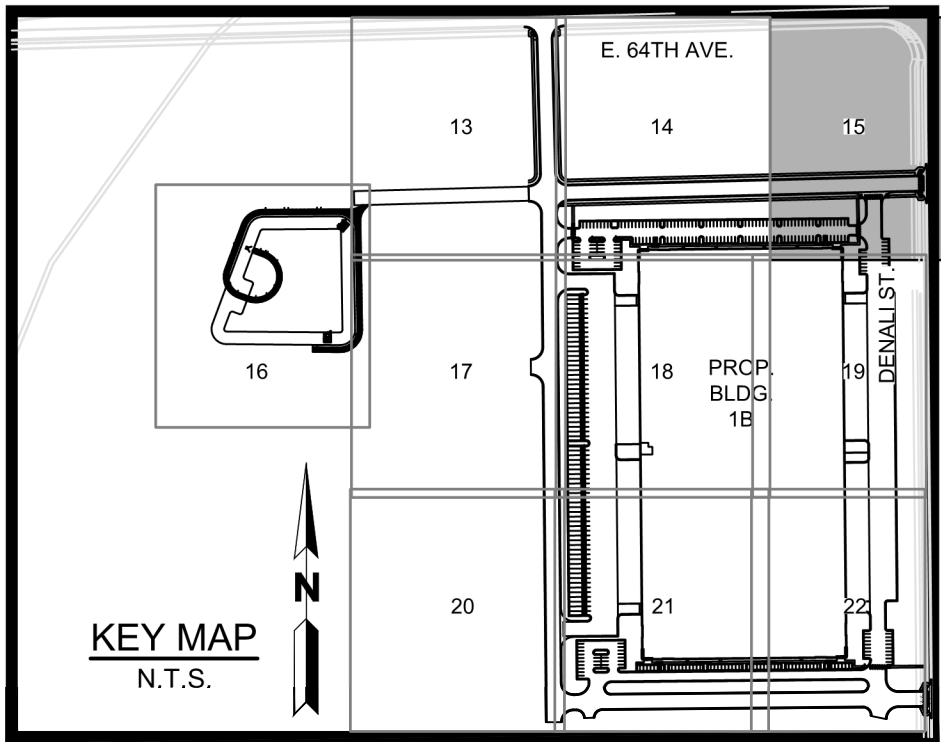 E. 64TH AVE.
13
14
15
16
17
18
PROP.
BLDG.
1B
19
DENALI ST.
20
21
22
N
KEY MAP
N.T.S.